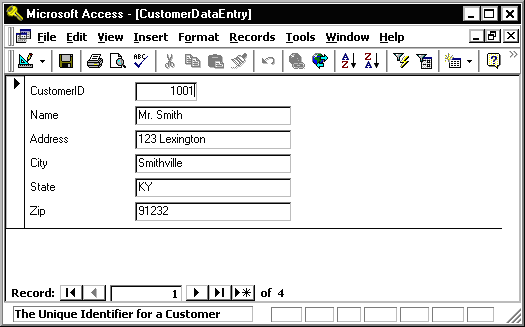 Microsoft Access - [CustomerDataEntry]
File Edit View Insert Format Records Tools Window Help
ABC A Z Z A ?
CustomerID 1001
Name Mr. Smith
Address 123 Lexington
City Smithville
State KY
Zip 91232
Record: 1 of 4
The Unique Identifier for a Customer